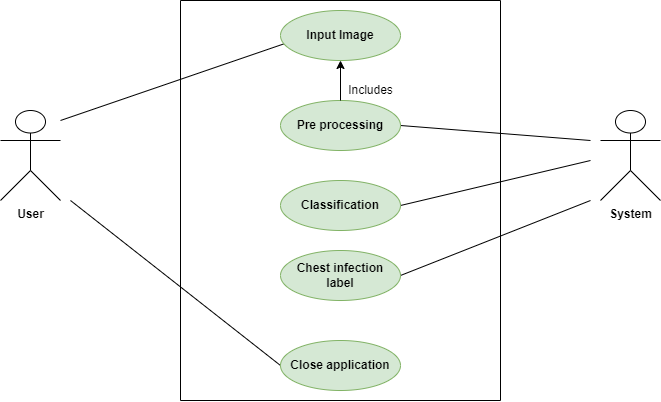 Input Image
Includes
Pre processing
Classification
User
System
Chest infection
label
Close application